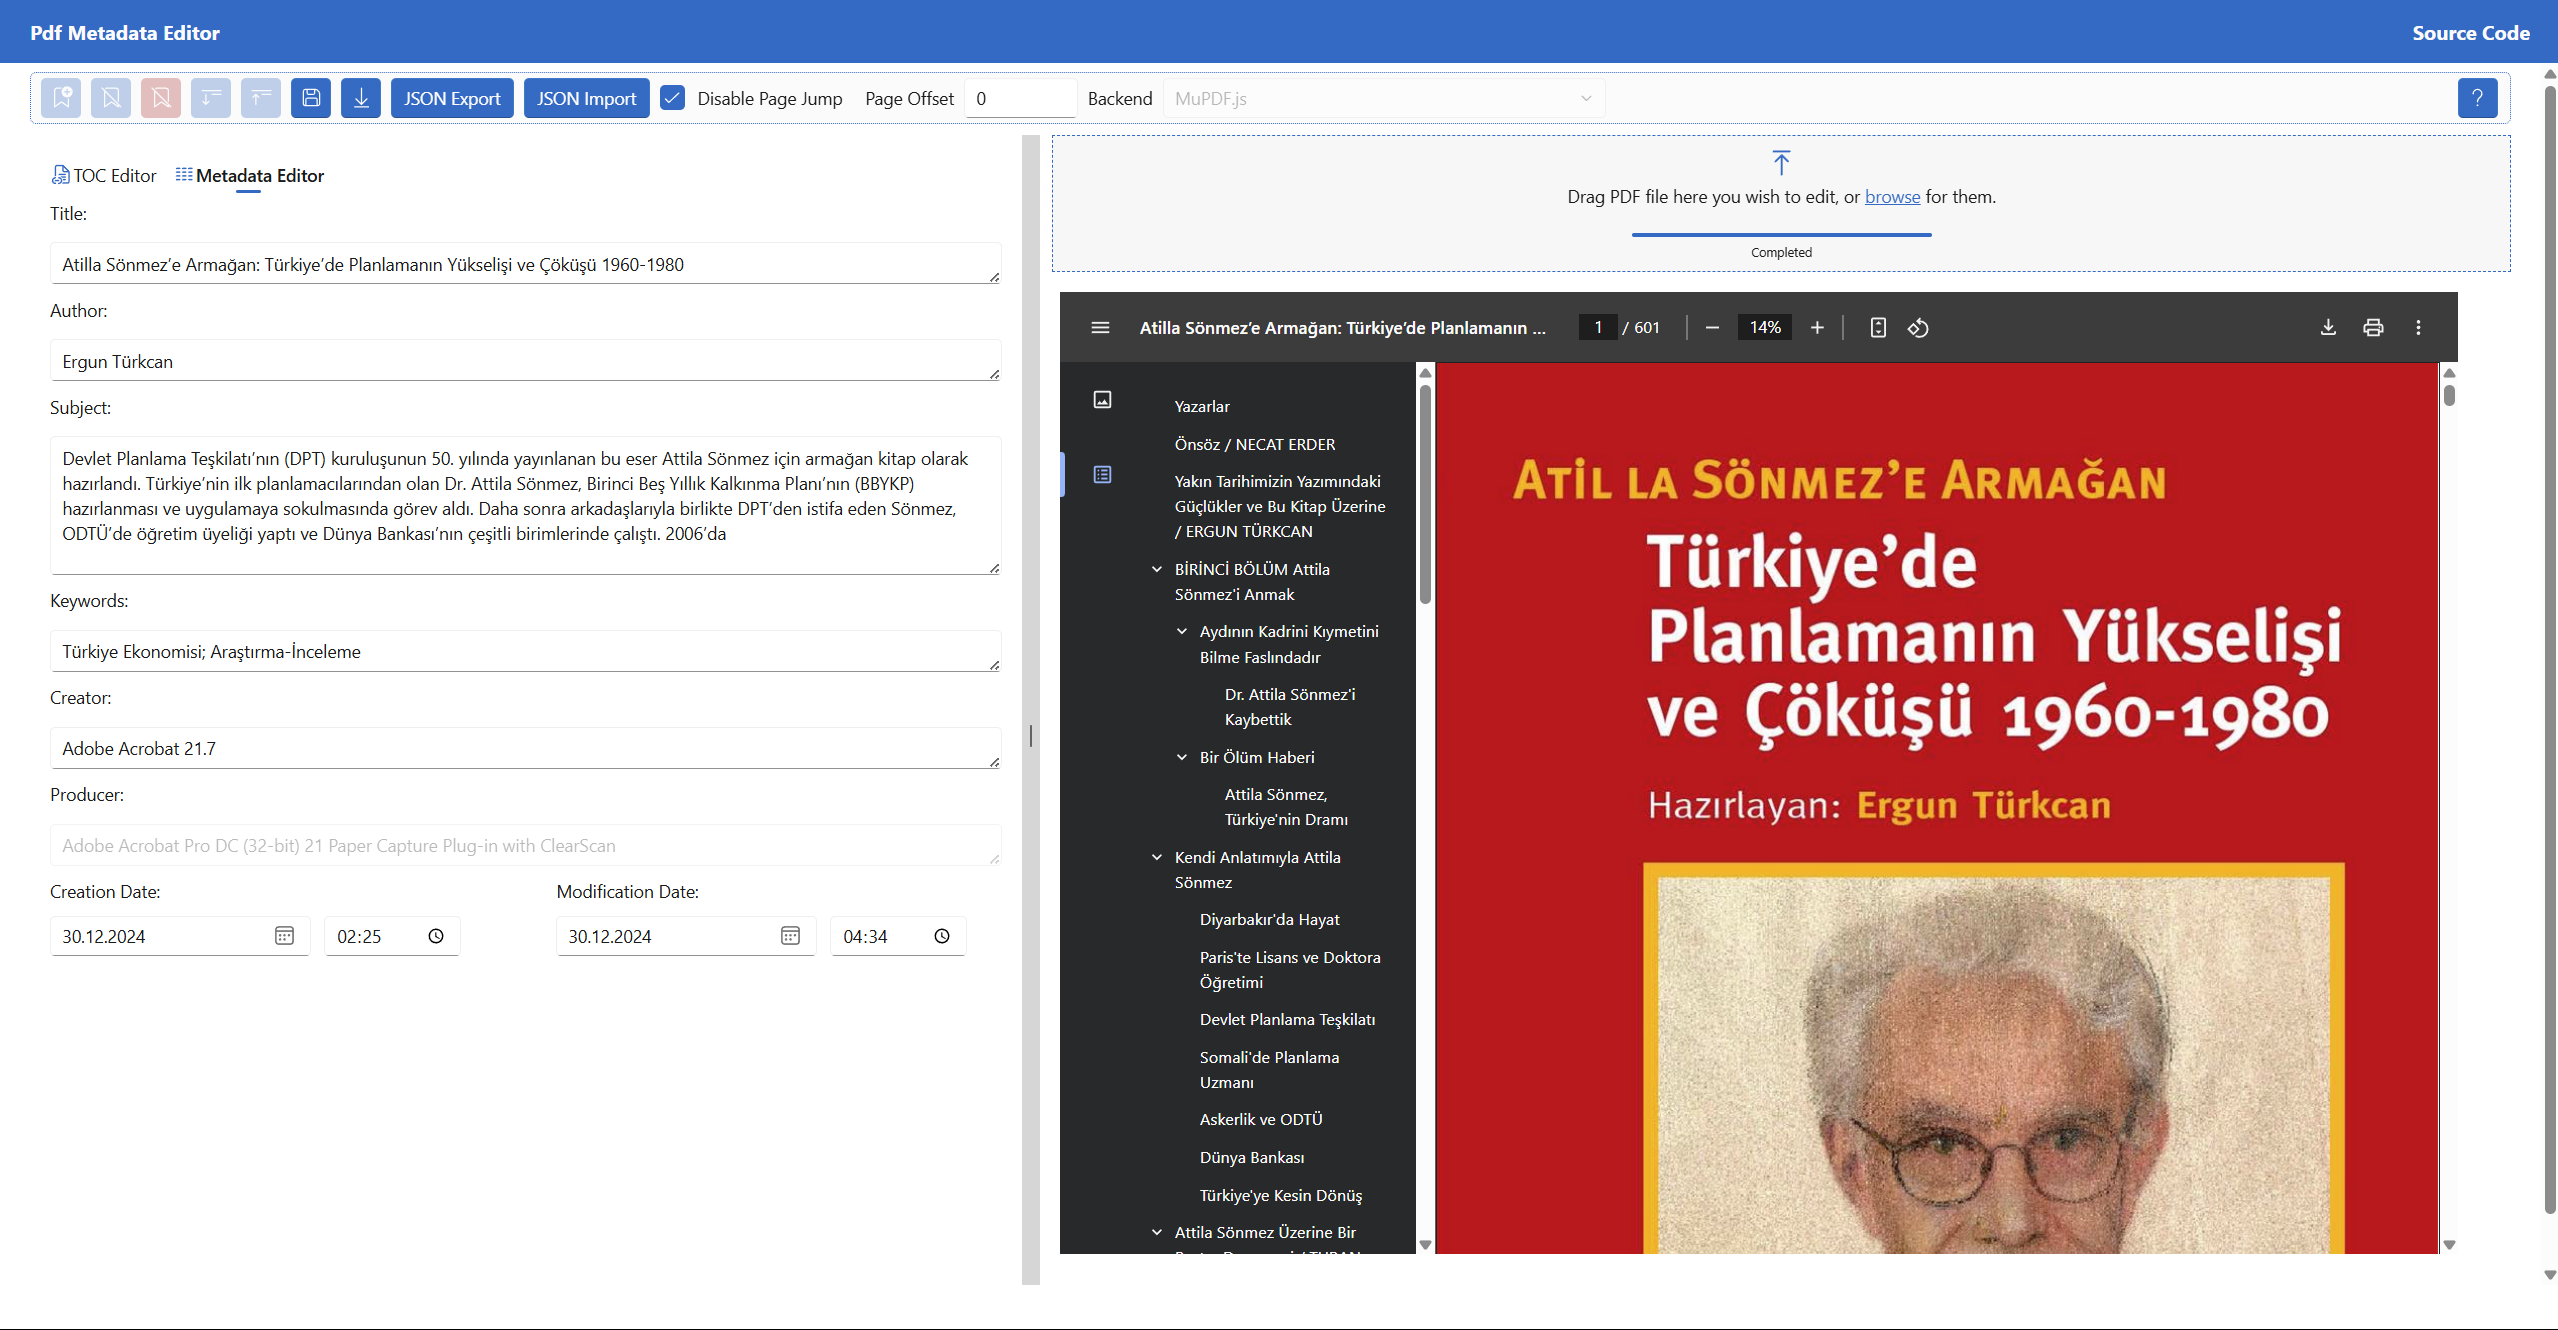 Pdf Metadata Editor
Source Code
JSON Export
JSON Import
Disable Page Jump
Page Offset
0
Backend
MuPDF.js
?
TOC Editor
Metadata Editor
Title:
Atilla Sönmez’e Armağan: Türkiye’de Planlamanın Yükselişi ve Çöküşü 1960-1980
Author:
Ergun Türkcan
Subject:
Devlet Planlama Teşkilatı’nın (DPT) kuruluşunun 50. yılında yayınlanan bu eser Attila Sönmez için armağan kitap olarak
hazırlandı. Türkiye’nin ilk planlamacılarından olan Dr. Attila Sönmez, Birinci Beş Yıllık Kalkınma Planı’nın (BBYKP)
hazırlanması ve uygulamaya sokulmasında görev aldı. Daha sonra arkadaşlarıyla birlikte DPT’den istifa eden Sönmez,
ODTÜ’de öğretim üyeliği yaptı ve Dünya Bankası’nın çeşitli birimlerinde çalıştı. 2006’da
Keywords:
Türkiye Ekonomisi; Araştırma-İnceleme
Creator:
Adobe Acrobat 21.7
Producer:
Adobe Acrobat Pro DC (32-bit) 21 Paper Capture Plug-in with ClearScan
Creation Date:
30.12.2024
02:25
Modification Date:
30.12.2024
04:34
Drag PDF file here you wish to edit, or browse for them.
Completed
Atilla Sönmez’e Armağan: Türkiye’de Planlamanın ...
1 / 601
14%
Yazarlar
Önsöz / NECAT ERDER
Yakın Tarihimizin Yazımındaki
Güçlükler ve Bu Kitap Üzerine
/ ERGUN TÜRKCAN
BİRİNCİ BÖLÜM Attila
Sönmez'i Anmak
Aydının Kadrini Kıymetini
Bilme Faslındadır
Dr. Attila Sönmez'i
Kaybettik
Bir Ölüm Haberi
Attila Sönmez,
Türkiye'nin Dramı
Kendi Anlatımıyla Attila
Sönmez
Diyarbakır'da Hayat
Paris'te Lisans ve Doktora
Öğretimi
Devlet Planlama Teşkilatı
Somali'de Planlama
Uzmanı
Askerlik ve ODTÜ
Dünya Bankası
Türkiye'ye Kesin Dönüş
Attila Sönmez Üzerine Bir
ATİL LA SÖNMEZ’E ARMAĞAN
Türkiye’de
Planlamanın Yükselişi
ve Çöküşü 1960-1980
Hazırlayan: Ergun Türkcan